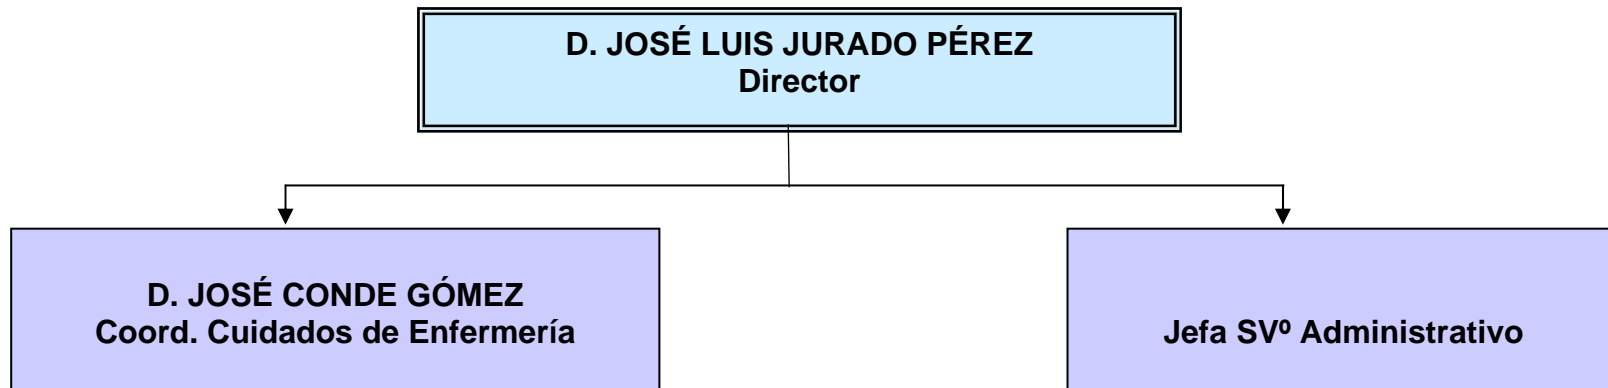 D. JOSÉ LUIS JURADO PÉREZ
Director
D. JOSÉ CONDE GÓMEZ
Coord. Cuidados de Enfermería
Jefa SVº Administrativo